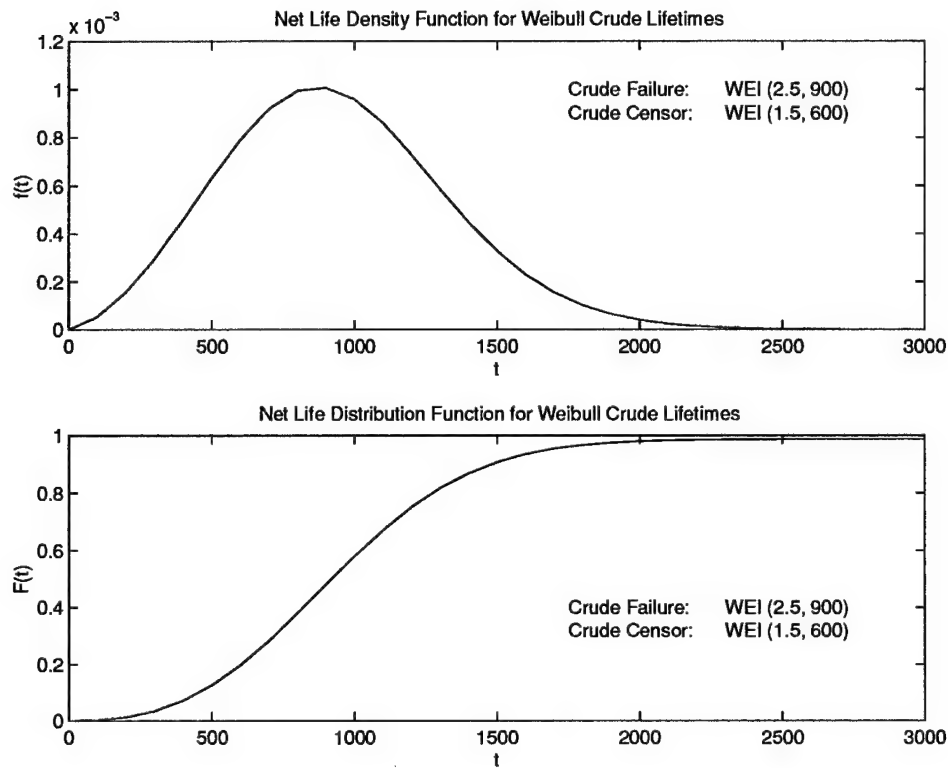 Net Life Density Function for Weibull Crude Lifetimes
x 10⁻³
1.2
1
0.8
0.6
0.4
0.2
0
f(t)
Crude Failure: WEI (2.5, 900)
Crude Censor: WEI (1.5, 600)
0 500 1000 1500 2000 2500 3000
t
Net Life Distribution Function for Weibull Crude Lifetimes
1
0.8
0.6
0.4
0.2
0
F(t)
Crude Failure: WEI (2.5, 900)
Crude Censor: WEI (1.5, 600)
0 500 1000 1500 2000 2500 3000
t